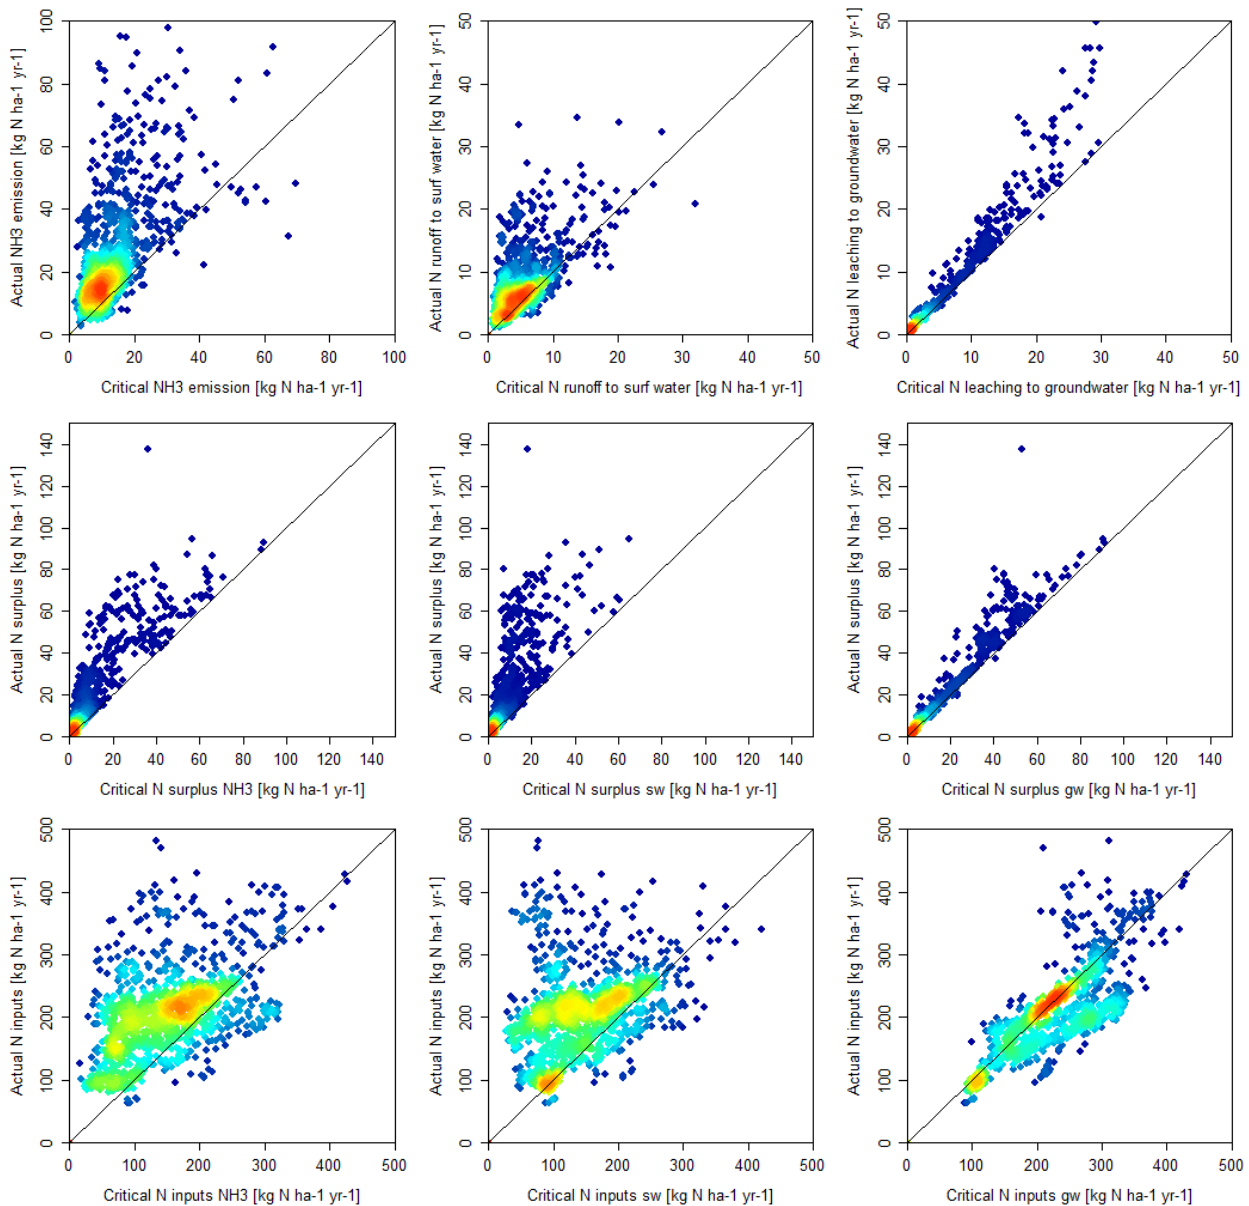 Actual NH3 emission [kg N ha-1 yr-1]
0 20 40 60 80 100
0 20 40 60 80 100
Critical NH3 emission [kg N ha-1 yr-1]
Actual N runoff to surf water [kg N ha-1 yr-1]
0 10 20 30 40 50
0 10 20 30 40 50
Critical N runoff to surf water [kg N ha-1 yr-1]
Actual N leaching to groundwater [kg N ha-1 yr-1]
0 10 20 30 40 50
0 10 20 30 40 50
Critical N leaching to groundwater [kg N ha-1 yr-1]
Actual N surplus [kg N ha-1 yr-1]
0 20 40 60 80 100 120 140
0 20 40 60 80 100 120 140
Critical N surplus NH3 [kg N ha-1 yr-1]
Actual N surplus [kg N ha-1 yr-1]
0 20 40 60 80 100 120 140
0 20 40 60 80 100 120 140
Critical N surplus sw [kg N ha-1 yr-1]
Actual N surplus [kg N ha-1 yr-1]
0 20 40 60 80 100 120 140
0 20 40 60 80 100 120 140
Critical N surplus gw [kg N ha-1 yr-1]
Actual N inputs [kg N ha-1 yr-1]
0 100 200 300 400 500
0 100 200 300 400 500
Critical N inputs NH3 [kg N ha-1 yr-1]
Actual N inputs [kg N ha-1 yr-1]
0 100 200 300 400 500
0 100 200 300 400 500
Critical N inputs sw [kg N ha-1 yr-1]
Actual N inputs [kg N ha-1 yr-1]
0 100 200 300 400 500
0 100 200 300 400 500
Critical N inputs gw [kg N ha-1 yr-1]